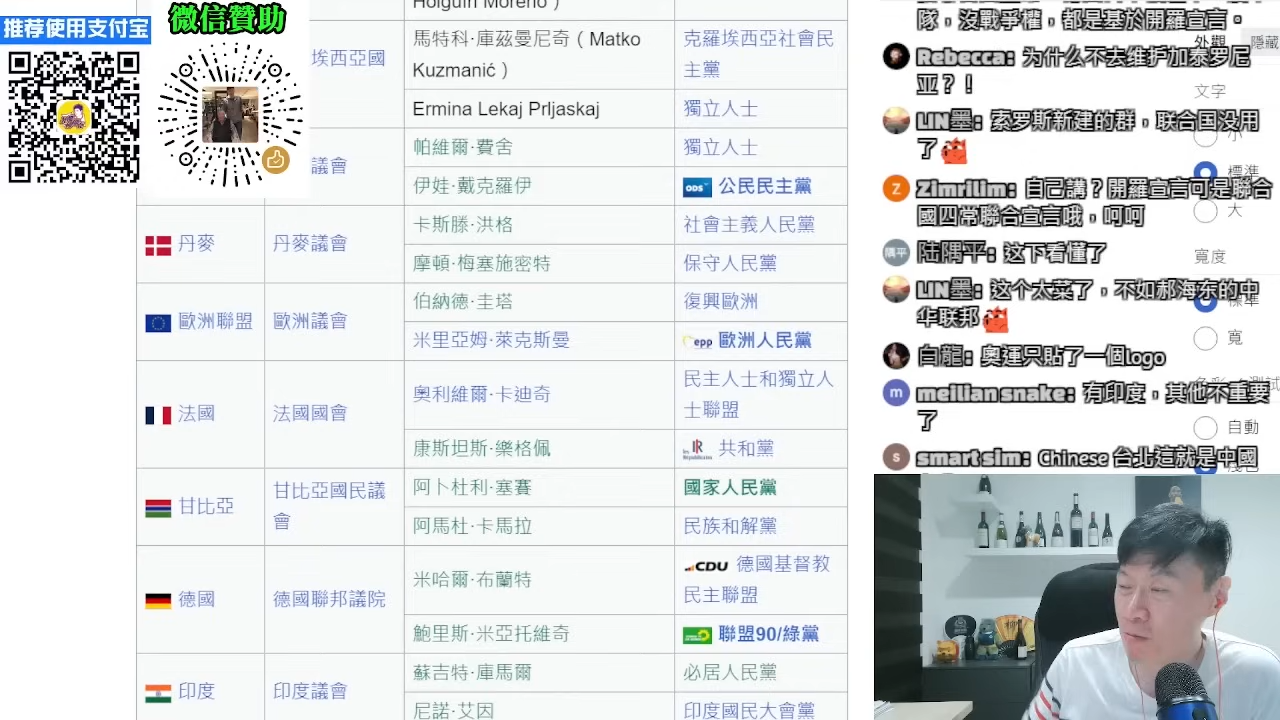 推荐使用支付宝
微信贊助
Holguin Moreno )
馬特科·庫茲曼尼奇 ( Matko
Kuzmanic )
埃西亞國
克羅埃西亞社會民
主黨
Ermina Lekaj Prljaskaj
獨立人士
帕維爾·費舍
獨立人士
議會
伊娃·戴克羅伊
ODS
公民民主黨
丹麥
丹麥議會
卡斯滕·洪格
社會主義人民黨
摩頓·梅塞施密特
保守人民黨
歐洲聯盟
歐洲議會
伯納德·圭塔
復興歐洲
米里亞姆·萊克斯曼
epp
歐洲人民黨
法國
法國國會
奧利維爾·卡迪奇
民主人士和獨立人
士聯盟
唐斯坦斯·繳格佩
共和黨
甘比亞
甘比亞國民議
會
國家人民黨
阿馬杜·卡馬拉
民族和解黨
德國
德國聯邦議院
米哈爾·布蘭特
CDU
德國基督教
民主聯盟
鮑里斯·米亞托維奇
聯盟90/綠黨
印度
印度議會
蘇吉特·庫馬爾
必居人民黨
尼諾·艾因
印度國民大會黨
隊，沒戰爭權，都是基於開羅宣言。
外觀
隱藏
Rebecca: 为什么不去维护加泰罗尼
亚？！
文字
LIN墨: 索罗斯新建的群，联合国没用
了
小
標準
Zimrilim: 自己講？開羅宣言可是聯合
國四常聯合宣言哦，呵呵
大
陆隅平: 这下看懂了
寬度
LIN墨: 这个太菜了，不如郝海东的中
华联邦
標準
寬
白龍: 奧運只貼了一個logo
meilian snake: 有印度，其他不重要
了
自動
smart sim: Chinese 台北這就是中國